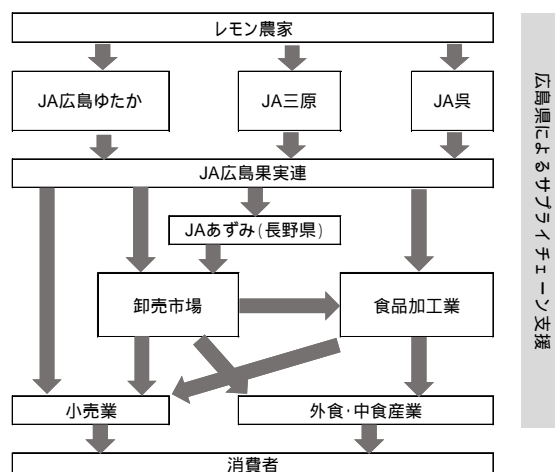 レモン農家
JA広島ゆたか
JA三原
JA呉
JA広島果実連
JAあずみ(長野県)
卸売市場
食品加工業
小売業
外食・中食産業
消費者
広島県によるサプライチェーン支援